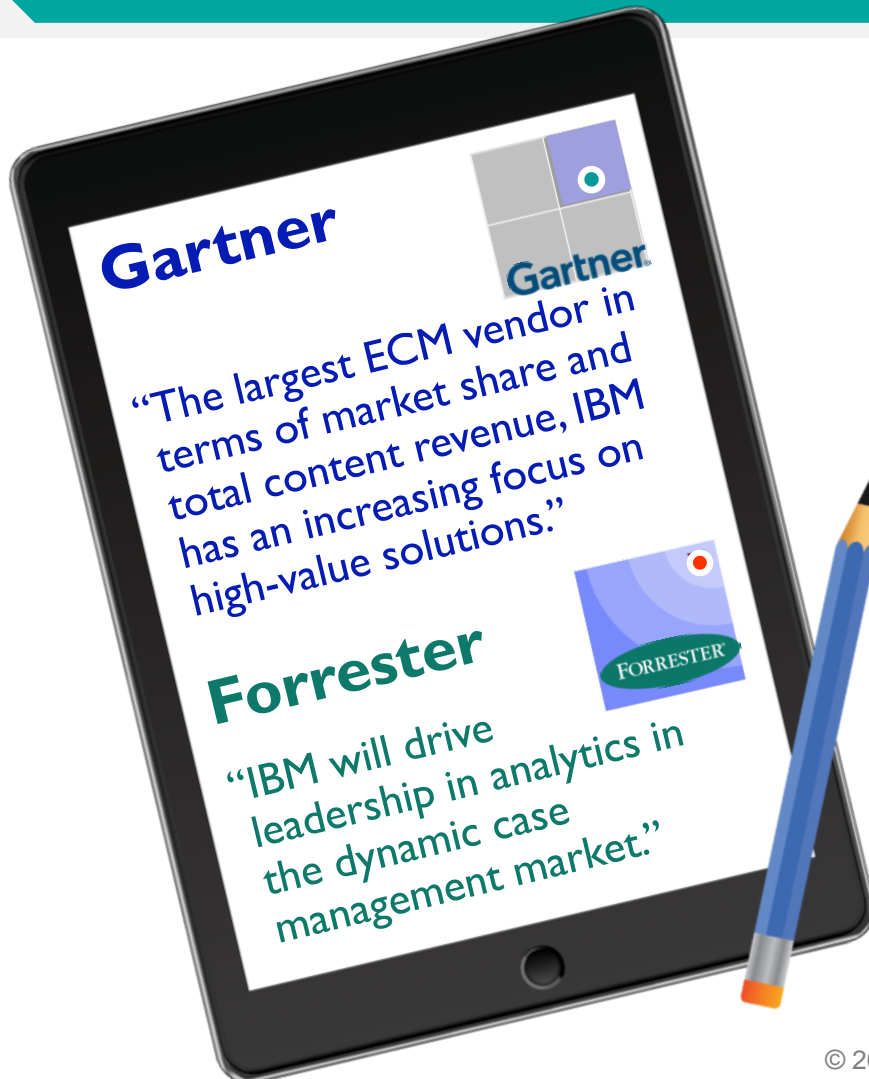 Gartner
Gartner
“The largest ECM vendor in
terms of market share and
total content revenue, IBM
has an increasing focus on
high-value solutions.”
Forrester
FORRESTER®
“IBM will drive
leadership in analytics in
the dynamic case
management market.”